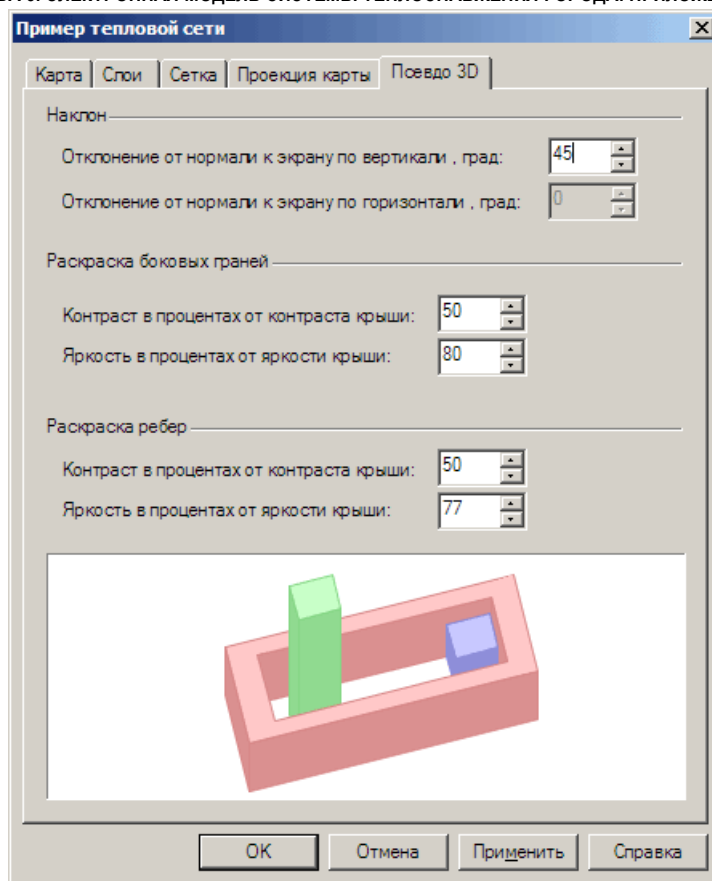 Пример тепловой сети
Карта Слои Сетка Проекция карты Псевдо 3D
Наклон
Отклонение от нормали к экрану по вертикали , град: 45
Отклонение от нормали к экрану по горизонтали , град: 0
Раскраска боковых граней
Контраст в процентах от контраста крыши: 50
Яркость в процентах от яркости крыши: 80
Раскраска ребер
Контраст в процентах от контраста крыши: 50
Яркость в процентах от яркости крыши: 77
OK Отмена Применить Справка